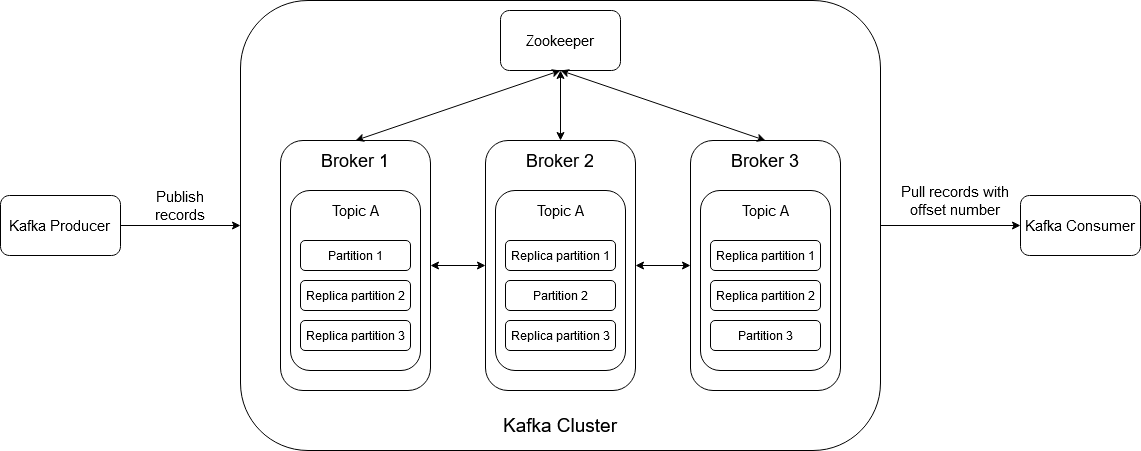 Zookeeper
Kafka Producer
Publish
records
Broker 1
Topic A
Partition 1
Replica partition 2
Replica partition 3
Broker 2
Topic A
Replica partition 1
Partition 2
Replica partition 3
Broker 3
Topic A
Replica partition 1
Replica partition 2
Partition 3
Pull records with
offset number
Kafka Consumer
Kafka Cluster